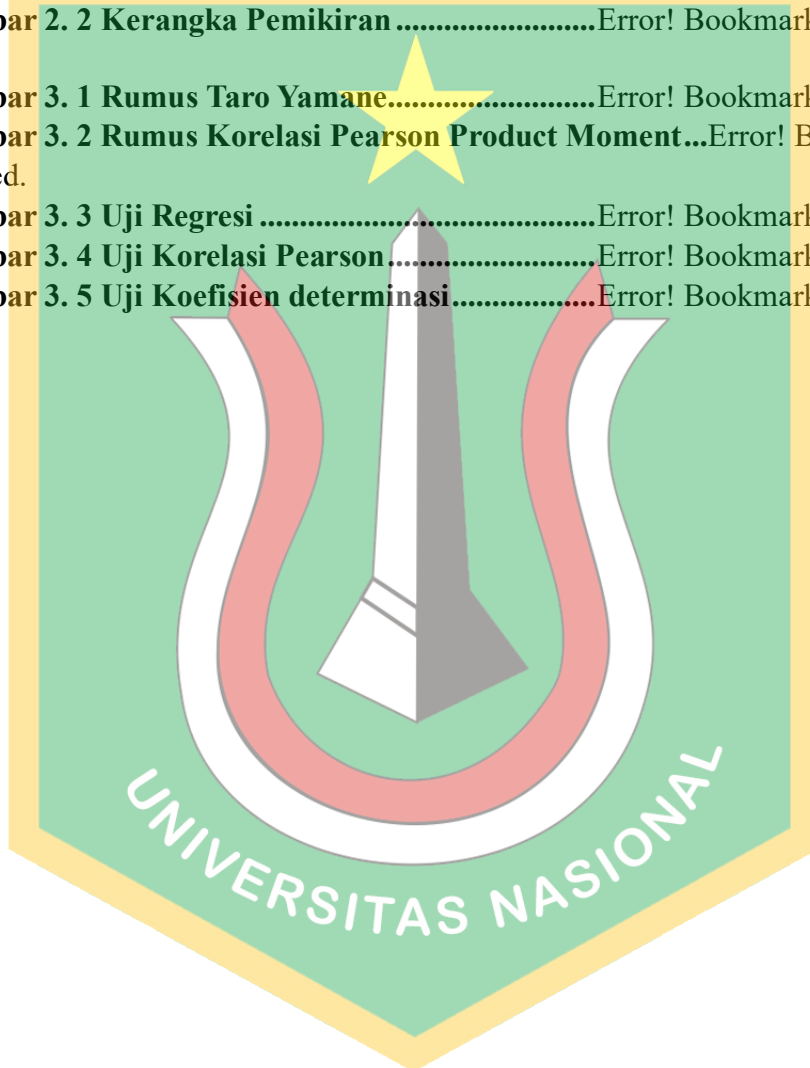 bar 2. 2 Kerangka Pemikiran.........................Error! Bookmark
bar 3. 1 Rumus Taro Yamane..........................Error! Bookmark
bar 3. 2 Rumus Korelasi Pearson Product Moment...Error! B
ed.
bar 3. 3 Uji Regresi..........................................Error! Bookmark
bar 3. 4 Uji Korelasi Pearson..........................Error! Bookmark
bar 3. 5 Uji Koefisien determinasi..................Error! Bookmark
UNIVERSITAS NASIONAL